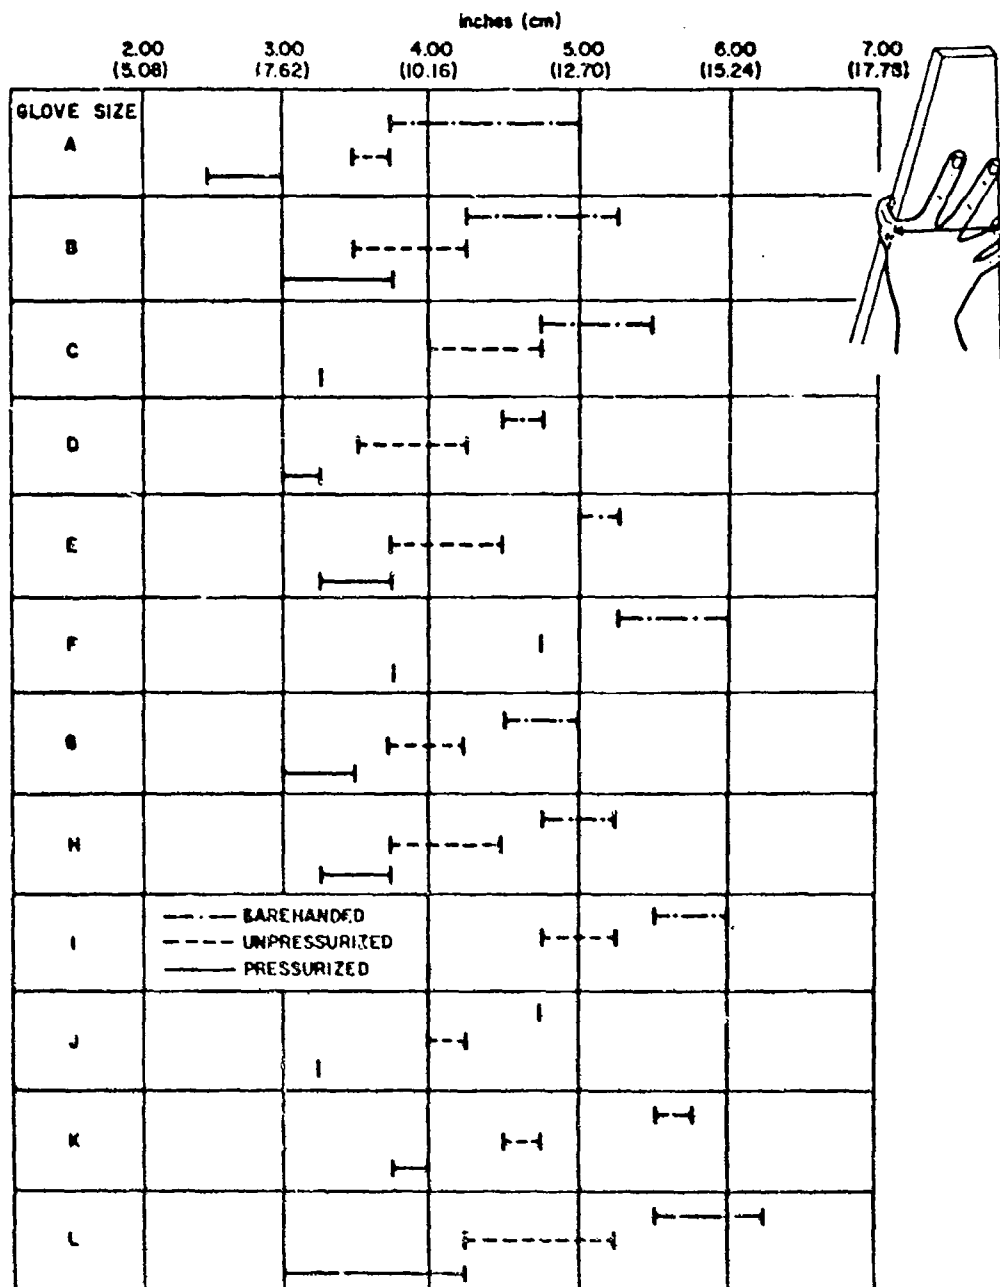 inches (cm)
2.00 3.00 4.00 5.00 6.00 7.00
(5.08) (7.62) (10.16) (12.70) (15.24) (17.78)
GLOVE SIZE
A
B
C
D
E
F
G
H
I
BAREHANDED
UNPRESSURIZED
PRESSURIZED
J
K
L